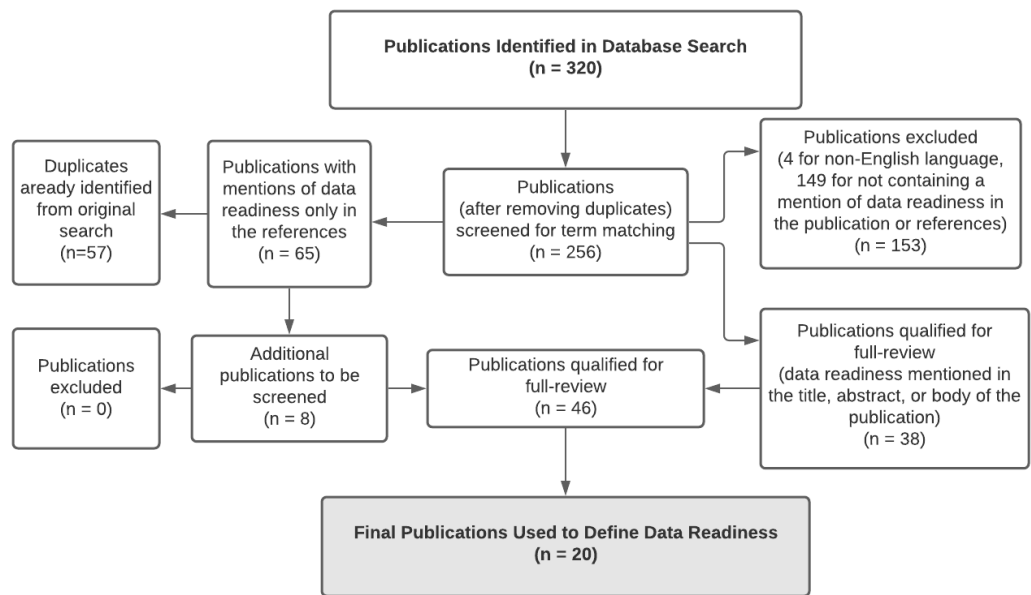 Publications Identified in Database Search
(n = 320)
Duplicates
aready identified
from original
search
(n=57)
Publications with
mentions of data
readiness only in
the references
(n = 65)
Publications
(after removing duplicates)
screened for term matching
(n = 256)
Publications excluded
(4 for non-English language,
149 for not containing a
mention of data readiness in
the publication or references)
(n = 153)
Publications
excluded
(n = 0)
Additional
publications to be
screened
(n = 8)
Publications qualified for
full-review
(n = 46)
Publications qualified for
full-review
(data readiness mentioned in
the title, abstract, or body of the
publication)
(n = 38)
Final Publications Used to Define Data Readiness
(n = 20)